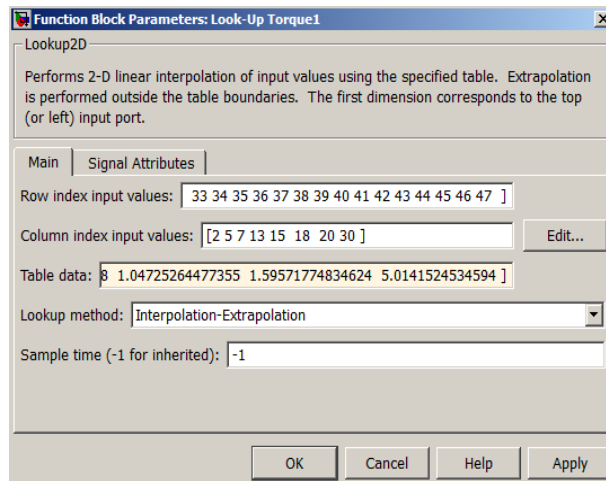 Function Block Parameters: Look-Up Torque1
Lookup2D
Performs 2-D linear interpolation of input values using the specified table. Extrapolation
is performed outside the table boundaries. The first dimension corresponds to the top
(or left) input port.
Main Signal Attributes
Row index input values: 33 34 35 36 37 38 39 40 41 42 43 44 45 46 47 ]
Column index input values: [2 5 7 13 15 18 20 30 ] Edit...
Table data: 8 1.04725264477355 1.59571774834624 5.0141524534594 ]
Lookup method: Interpolation-Extrapolation
Sample time (-1 for inherited): -1
OK Cancel Help Apply